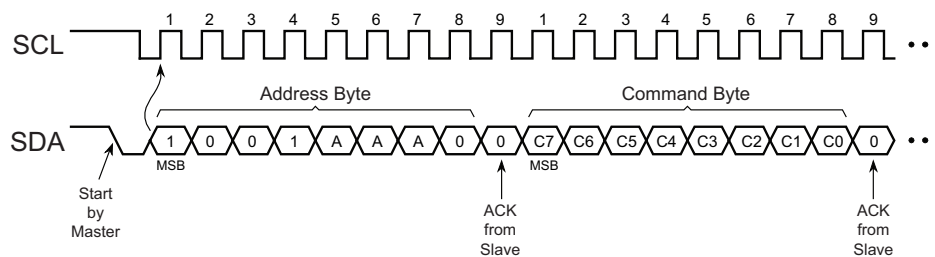 1 2 3 4 5 6 7 8 9 1 2 3 4 5 6 7 8 9
SCL
Address Byte Command Byte
SDA 1 0 0 1 A A A 0 0 C7 C6 C5 C4 C3 C2 C1 C0 0
MSB MSB
Start
by
Master
ACK
from
Slave
ACK
from
Slave